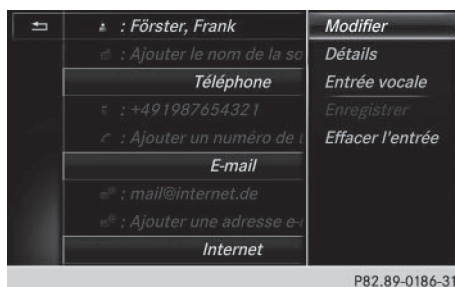 : Förster, Frank
: Ajouter le nom de la so
Téléphone
: +491987654321
: Ajouter un numéro de t
E-mail
: mail@internet.de
: Ajouter une adresse e-
Internet
Modifier
Détails
Entrée vocale
Enregistrer
Effacer l'entrée
P82.89-0186-31